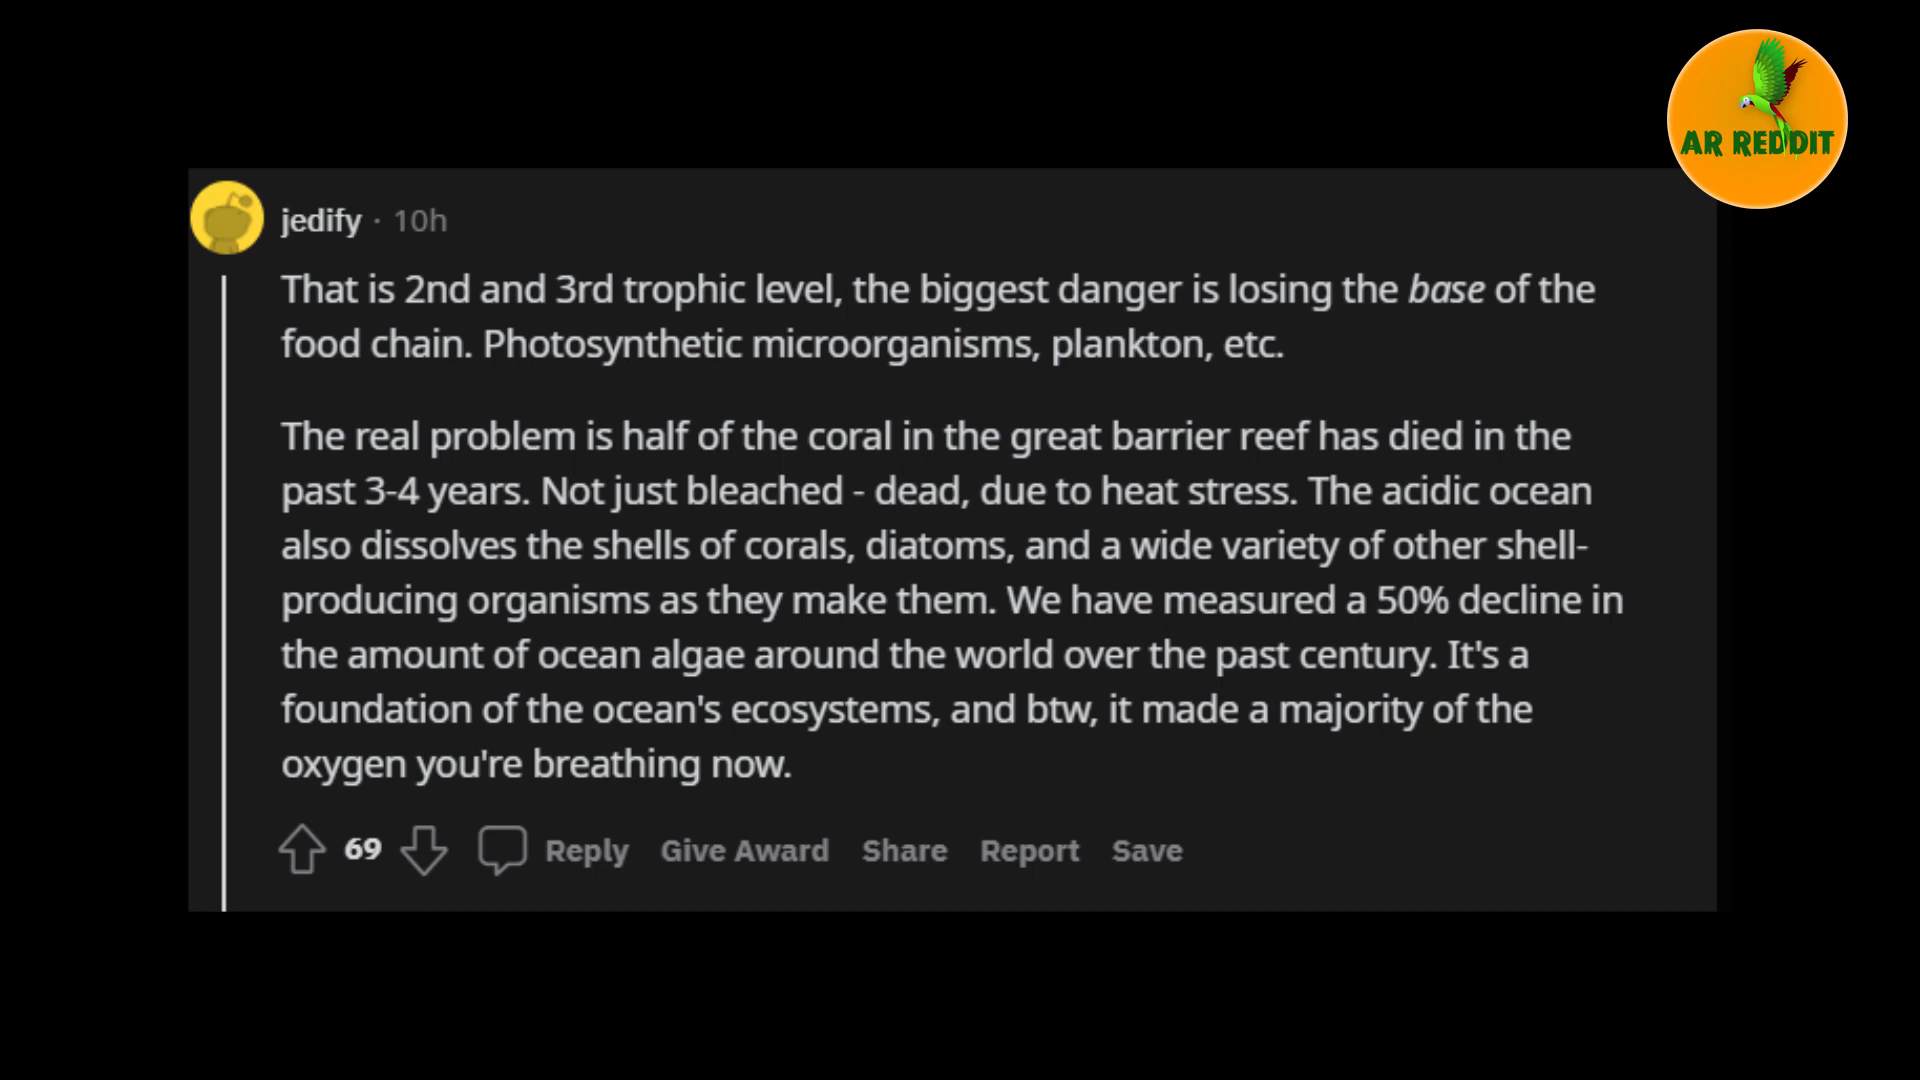 AR REDDIT
jedify · 10h
That is 2nd and 3rd trophic level, the biggest danger is losing the base of the
food chain. Photosynthetic microorganisms, plankton, etc.
The real problem is half of the coral in the great barrier reef has died in the
past 3-4 years. Not just bleached - dead, due to heat stress. The acidic ocean
also dissolves the shells of corals, diatoms, and a wide variety of other shell-
producing organisms as they make them. We have measured a 50% decline in
the amount of ocean algae around the world over the past century. It's a
foundation of the ocean's ecosystems, and btw, it made a majority of the
oxygen you're breathing now.
69 Reply Give Award Share Report Save